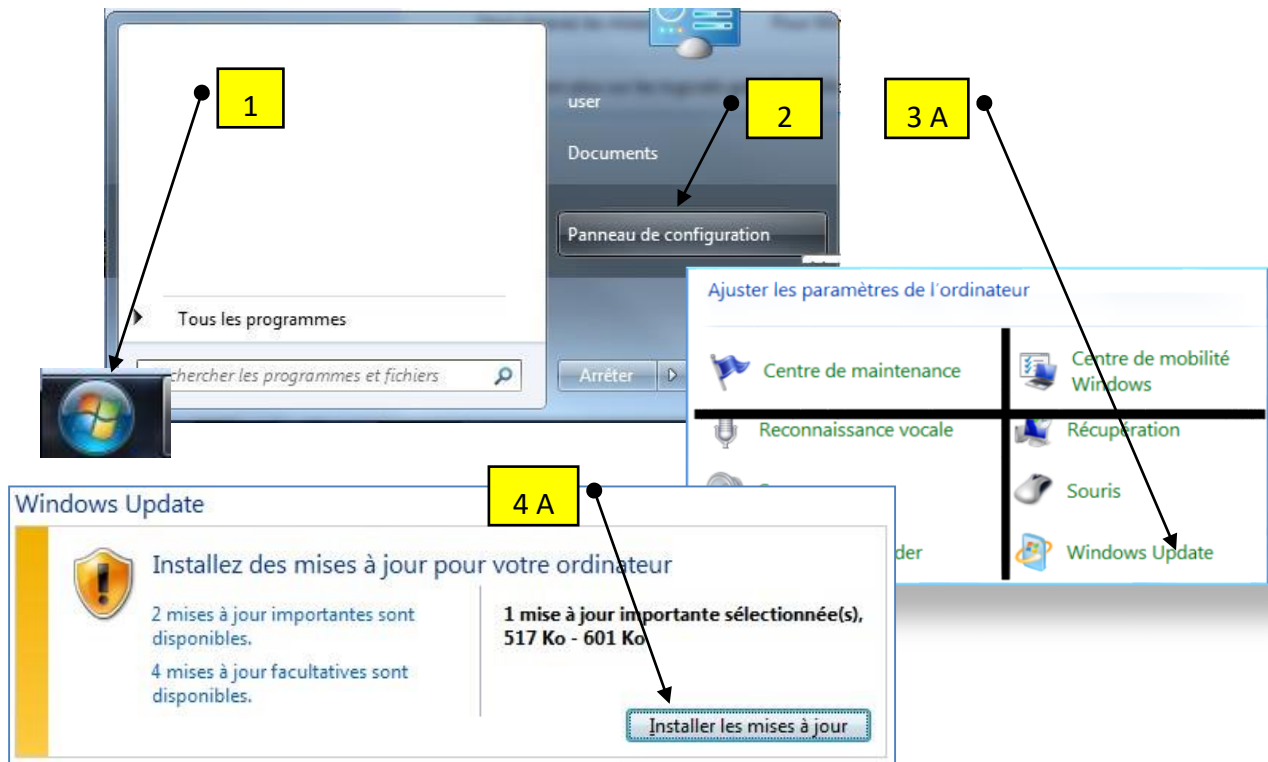 1
user
2
3 A
Documents
Panneau de configuration
Ajuster les paramètres de l'ordinateur
Tous les programmes
Centre de maintenance
Centre de mobilité
Windows
chercher les programmes et fichiers
Arrêter
Reconnaissance vocale
Récupération
Souris
der
Windows Update
4 A
Windows Update
Installez des mises à jour pour votre ordinateur
2 mises à jour importantes sont
disponibles.
4 mises à jour facultatives sont
disponibles.
1 mise à jour importante sélectionnée(s),
517 Ko - 601 Ko
Installer les mises à jour